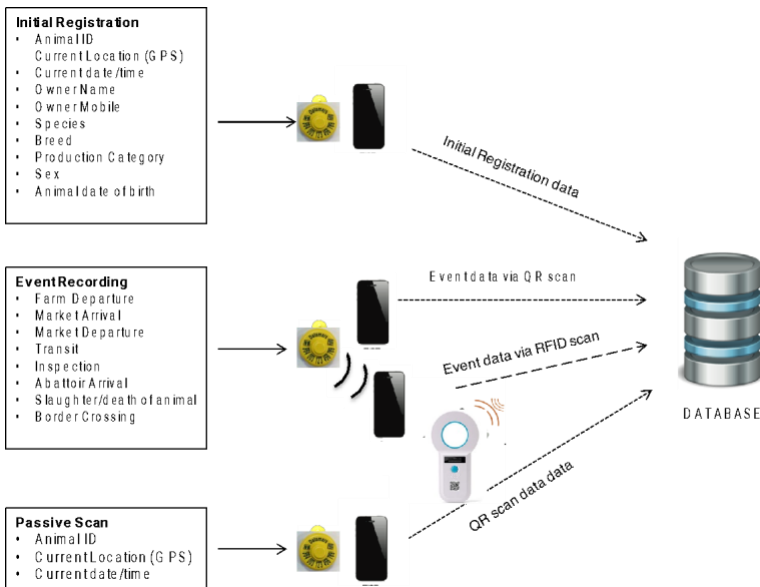 Initial Registration
• Animal ID
Current Location (GPS)
• Current date/time
• Owner Name
• Owner Mobile
• Species
• Breed
• Production Category
• Sex
• Animal date of birth
Initial Registration data
Event Recording
• Farm Departure
• Market Arrival
• Market Departure
• Transit
• Inspection
• Abattoir Arrival
• Slaughter/death of animal
• Border Crossing
Event data via QR scan
Event data via RFID scan
DATABASE
QR scan data data
Passive Scan
• Animal ID
• Current Location (GPS)
• Current date/time